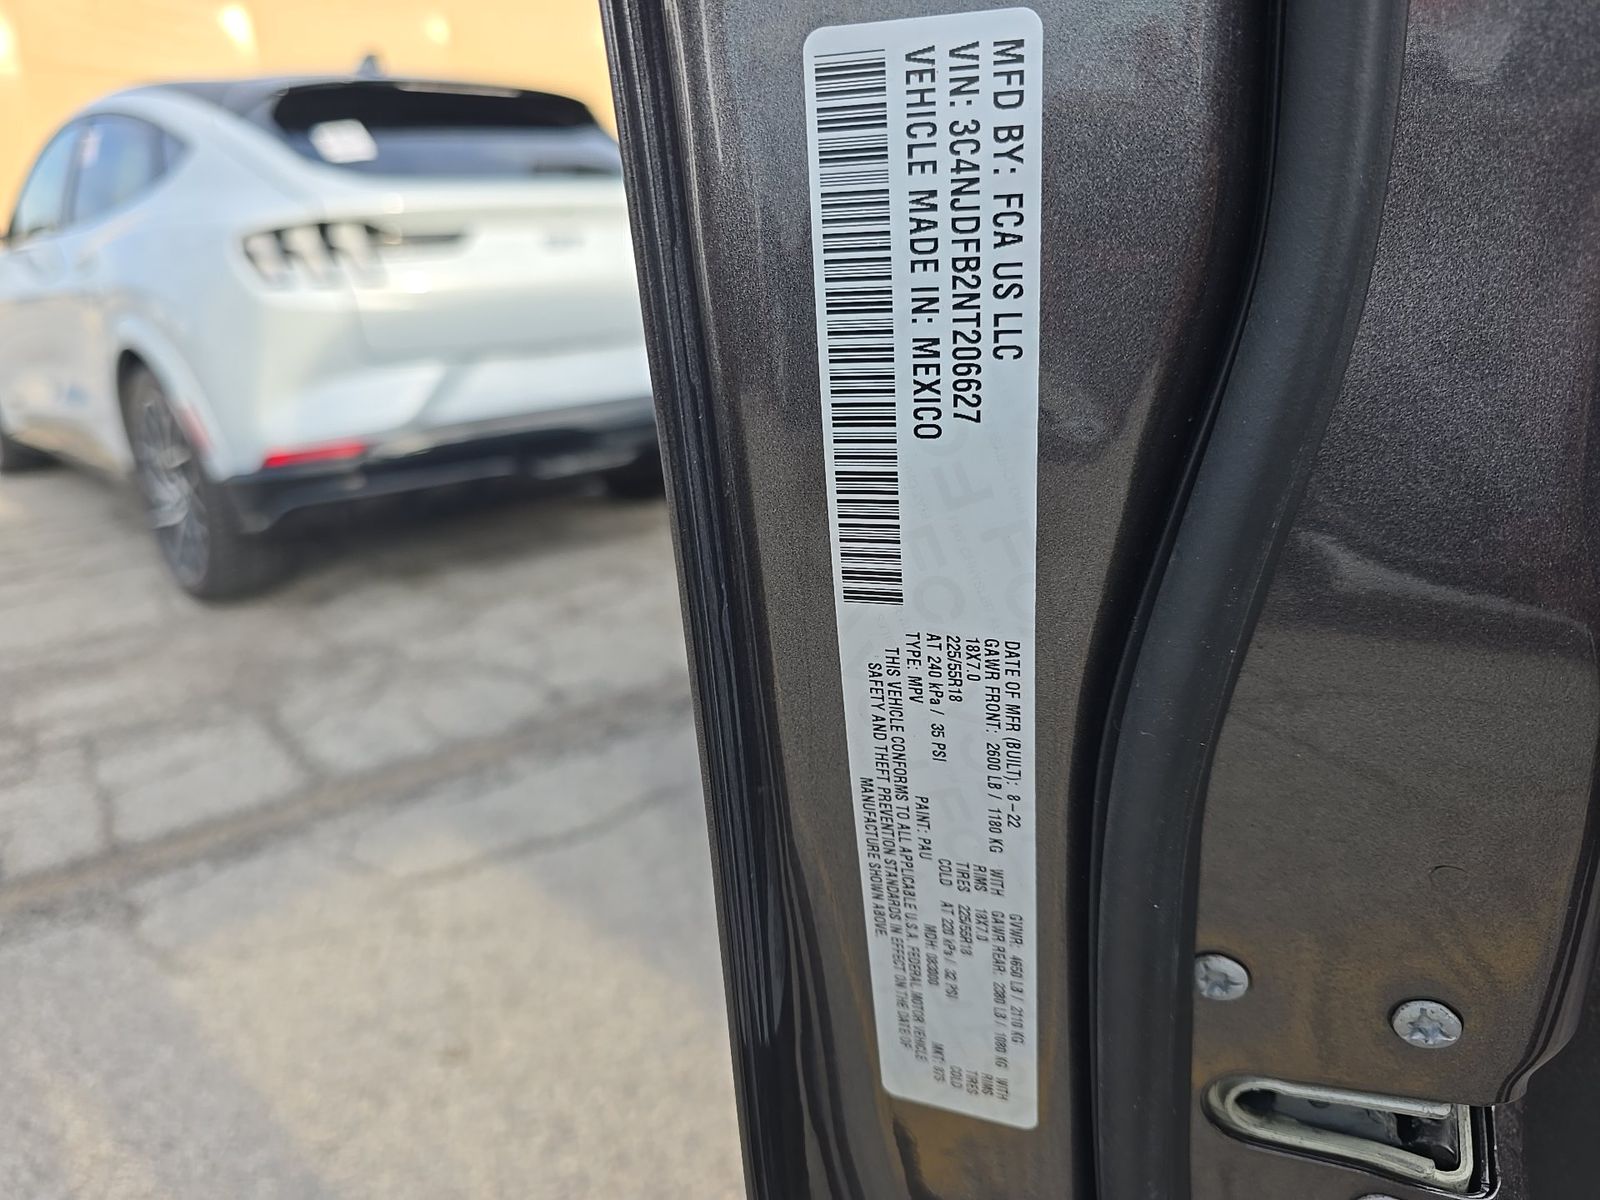 MFD BY: FCA US LLC
VIN: 3C4NJDFB2NT206627
VEHICLE MADE IN: MEXICO
DATE OF MFR (BUILT): 8-22 GVWR: 4650 LB / 2110 KG
GAWR FRONT: 2600 LB / 1180 KG WITH GAWR REAR: 2380 LB / 1080 KG WITH
18X7.0 RIMS 18X7.0 RIMS
225/55R18 TIRES 225/55R18 TIRES
AT 240 kPa / 35 PSI COLD AT 220 kPa / 32 PSI COLD
TYPE: MPV PAINT: PAU MDH: 083000 MKT:
THIS VEHICLE CONFORMS TO ALL APPLICABLE U.S.A. FEDERAL MOTOR VEHICLE
SAFETY AND THEFT PREVENTION STANDARDS IN EFFECT ON THE DATE OF
MANUFACTURE SHOWN ABOVE.